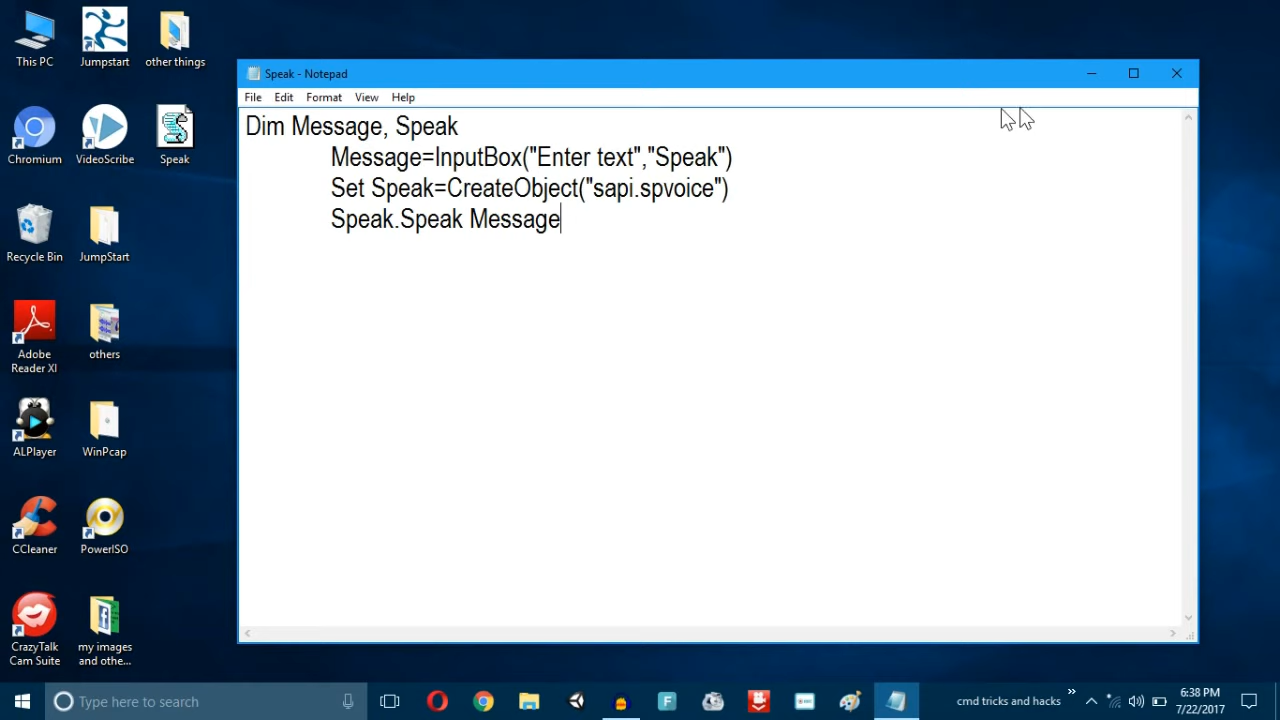 This PC
Jumpstart
other things
Chromium
VideoScribe
Speak
Recycle Bin
JumpStart
Adobe
Reader XI
others
ALPlayer
WinPcap
CCleaner
PowerISO
CrazyTalk
Cam Suite
my images
and othe...
Speak - Notepad
File Edit Format View Help
Dim Message, Speak
Message=InputBox("Enter text","Speak")
Set Speak=CreateObject("sapi.spvoice")
Speak.Speak Message
Type here to search
cmd tricks and hacks
6:38 PM
7/22/2017